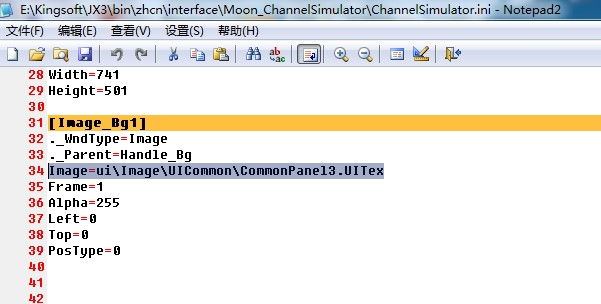 E:\Kingsoft\JX3\bin\zhcn\interface\Moon_ChannelSimulator\ChannelSimulator.ini - Notepad2
文件(F) 编辑(E) 查看(V) 设置(S) 帮助(H)
28 Width=741
29 Height=501
30
31 [Image_Bg1]
32 ._WndType=Image
33 ._Parent=Handle_Bg
34 Image=ui\Image\UICommon\CommonPanel3.UITex
35 Frame=1
36 Alpha=255
37 Left=0
38 Top=0
39 PosType=0
40
41
42